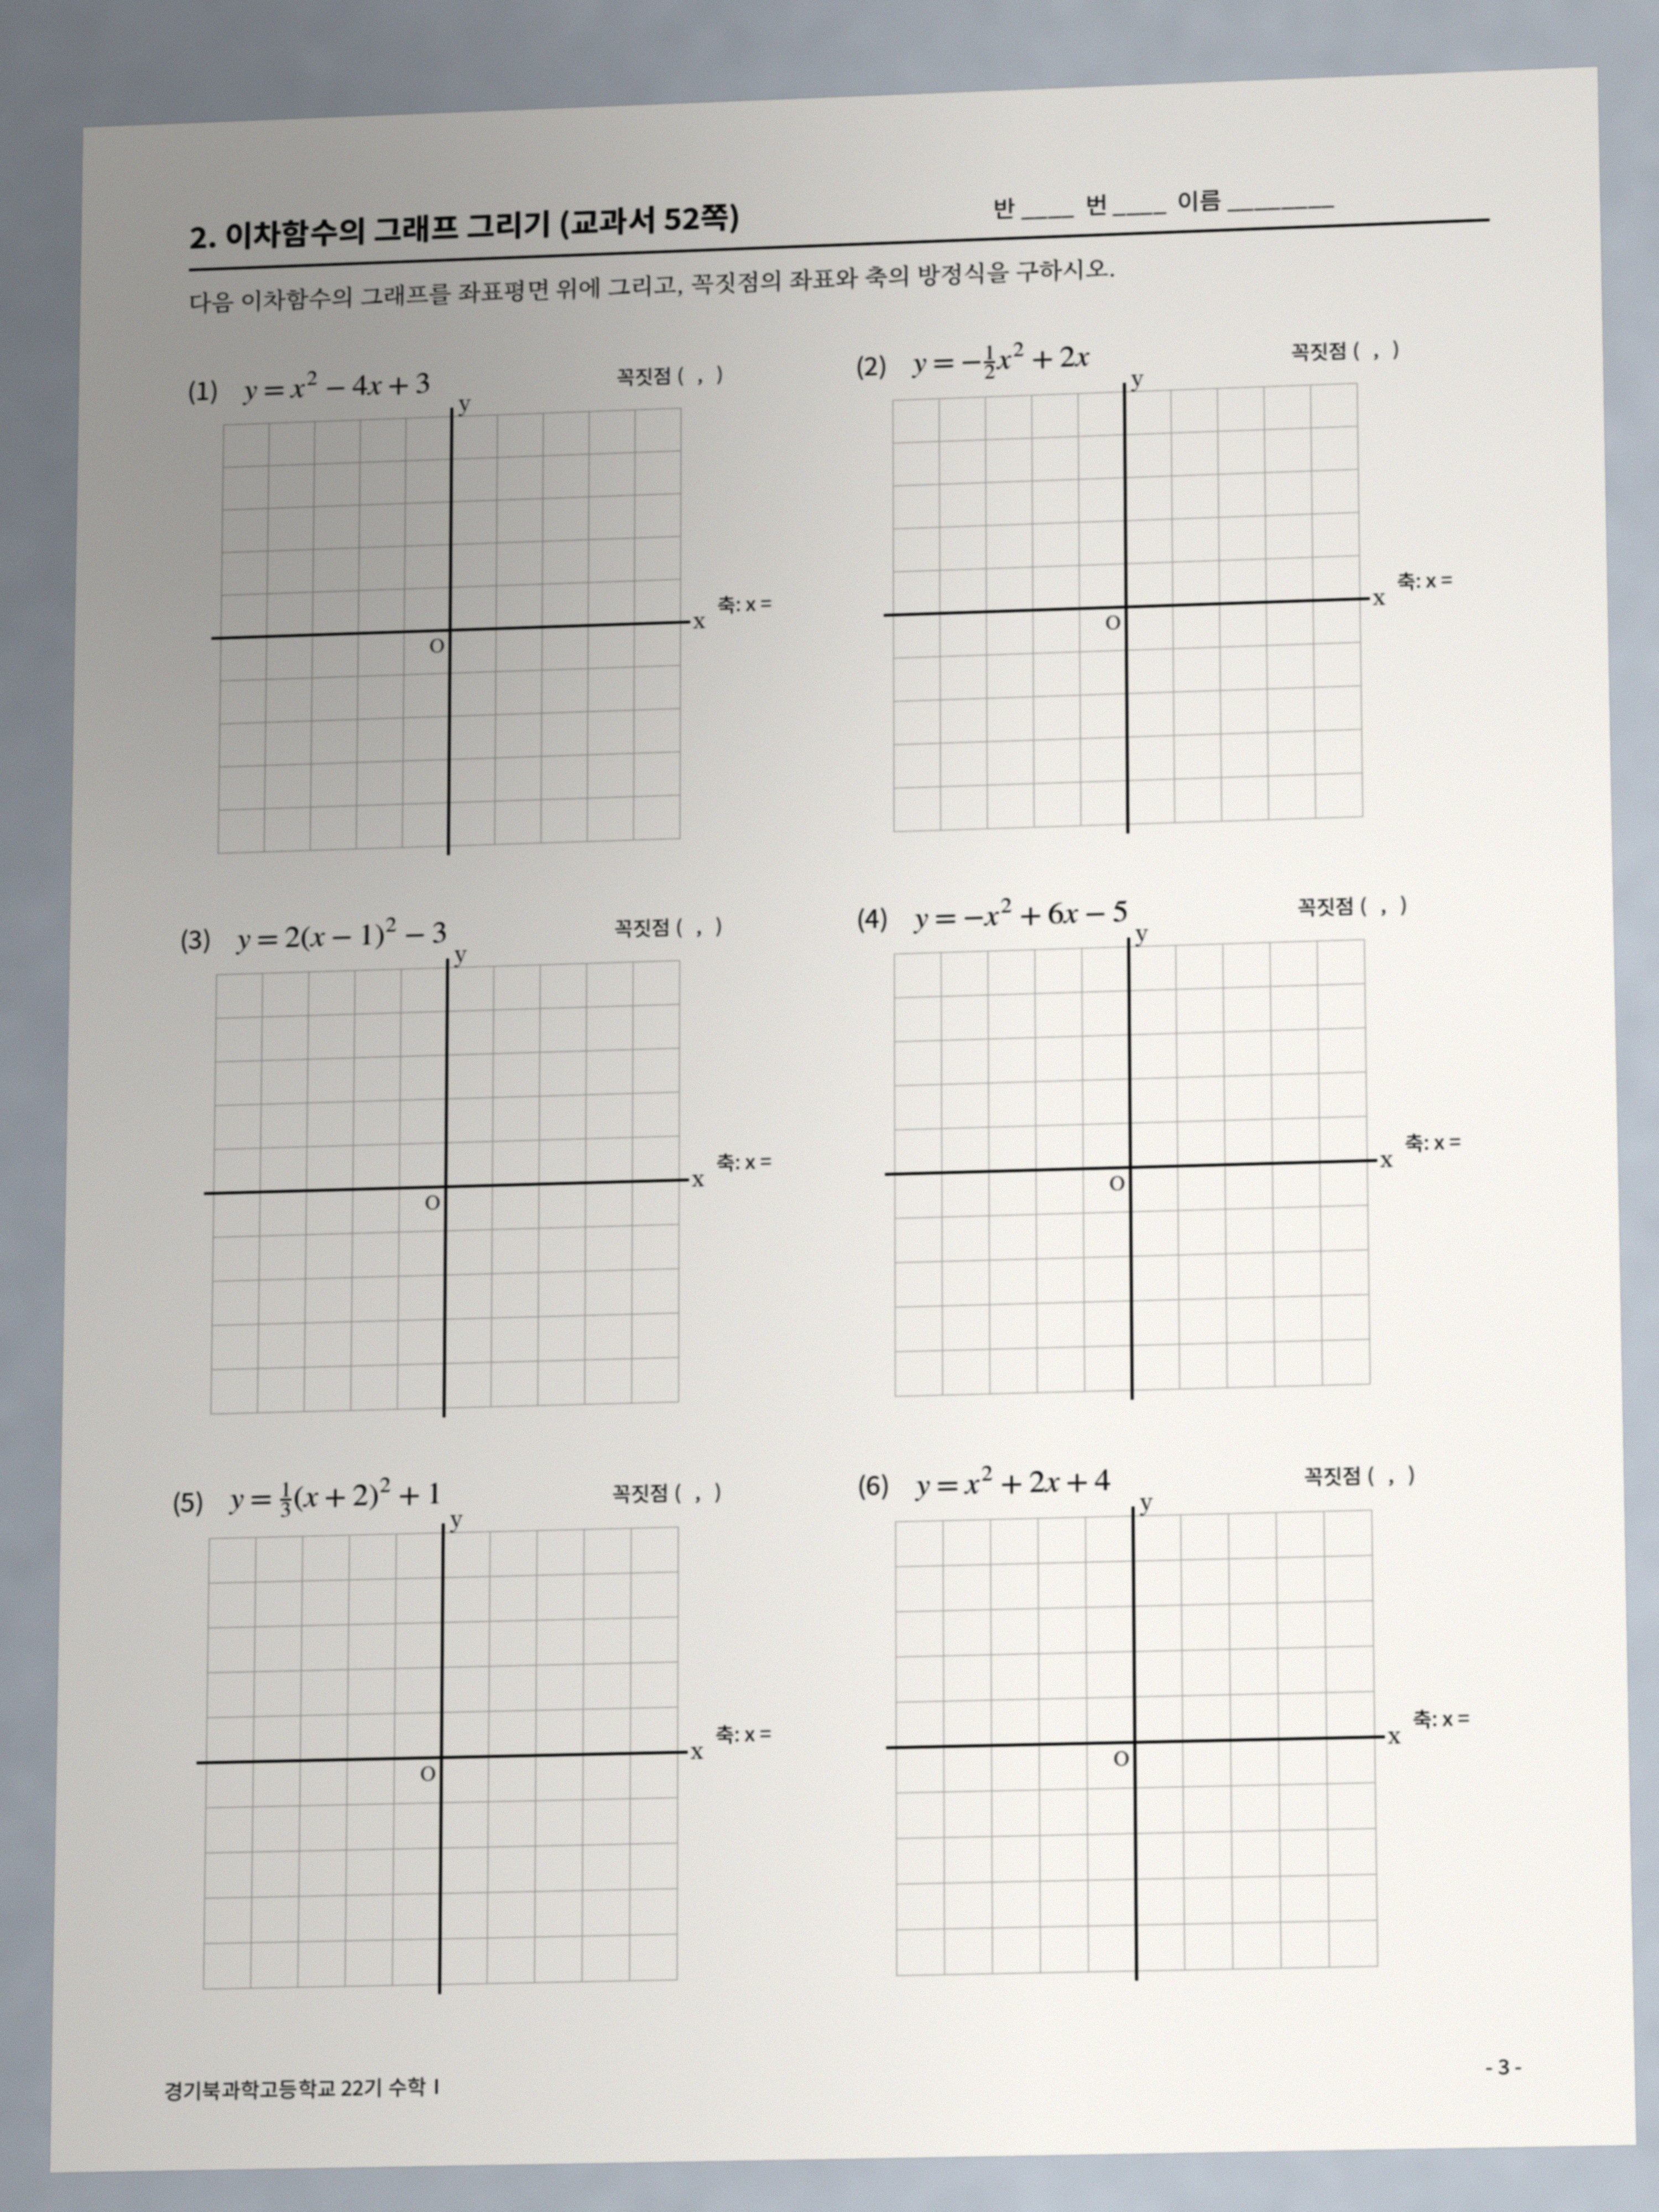 2. 이차함수의 그래프 그리기 (교과서 52쪽)
반 ____ 번 ____ 이름 ________
다음 이차함수의 그래프를 좌표평면 위에 그리고, 꼭짓점의 좌표와 축의 방정식을 구하시오.
(1) y = x² − 4x + 3 꼭짓점 ( , )
y
축: x =
x
O
(2) y = −½x² + 2x 꼭짓점 ( , )
y
축: x =
x
O
(3) y = 2(x − 1)² − 3 꼭짓점 ( , )
y
축: x =
x
O
(4) y = −x² + 6x − 5 꼭짓점 ( , )
y
축: x =
x
O
(5) y = ⅓(x + 2)² + 1 꼭짓점 ( , )
y
축: x =
x
O
(6) y = x² + 2x + 4 꼭짓점 ( , )
y
축: x =
x
O
경기북과학고등학교 22기 수학 I
- 3 -